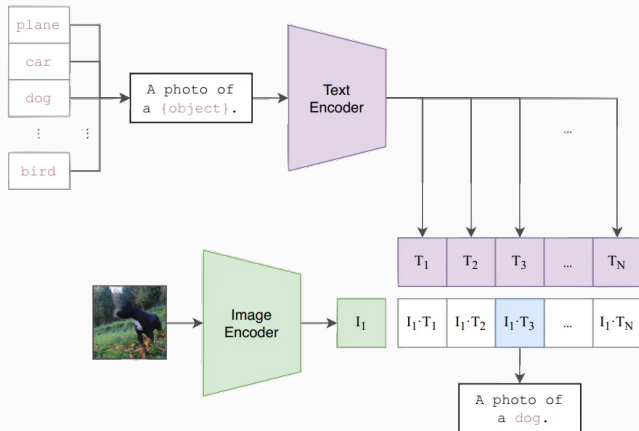 plane
car
dog
...
...
bird
A photo of
a {object}.
Text
Encoder
...
T1
T2
T3
...
TN
Image
Encoder
I1
I1·T1
I1·T2
I1·T3
...
I1·TN
A photo of
a dog.